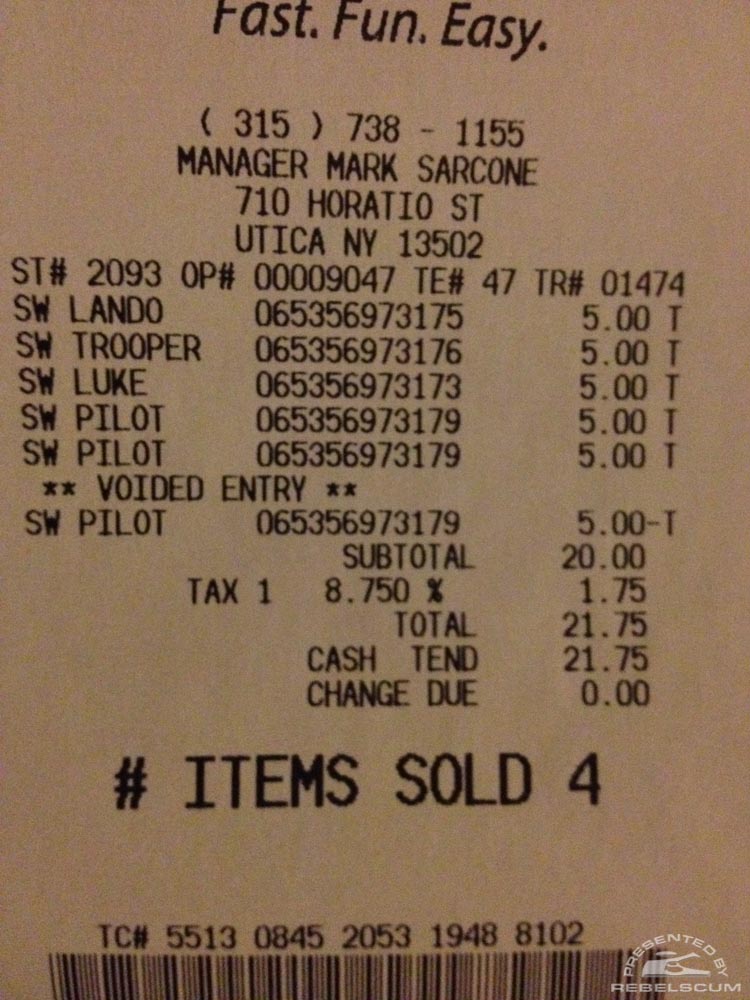 Fast. Fun. Easy.
( 315 ) 738 - 1155
MANAGER MARK SARCONE
710 HORATIO ST
UTICA NY 13502
ST# 2093 OP# 00009047 TE# 47 TR# 01474
SW LANDO 065356973175 5.00 T
SW TROOPER 065356973176 5.00 T
SW LUKE 065356973173 5.00 T
SW PILOT 065356973179 5.00 T
SW PILOT 065356973179 5.00 T
** VOIDED ENTRY **
SW PILOT 065356973179 5.00-T
SUBTOTAL 20.00
TAX 1 8.750 % 1.75
TOTAL 21.75
CASH TEND 21.75
CHANGE DUE 0.00
# ITEMS SOLD 4
TC# 5513 0845 2053 1948 8102
PRESENTED BY
REBELSCUM